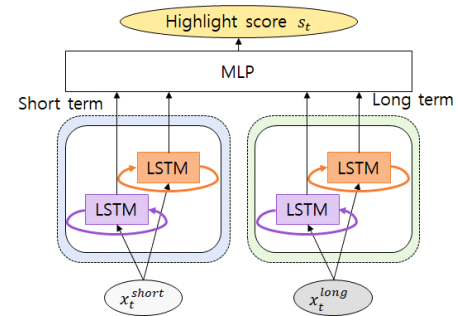 Highlight score s_t
MLP
Short term
Long term
LSTM
LSTM
LSTM
LSTM
x_t^{short}
x_t^{long}